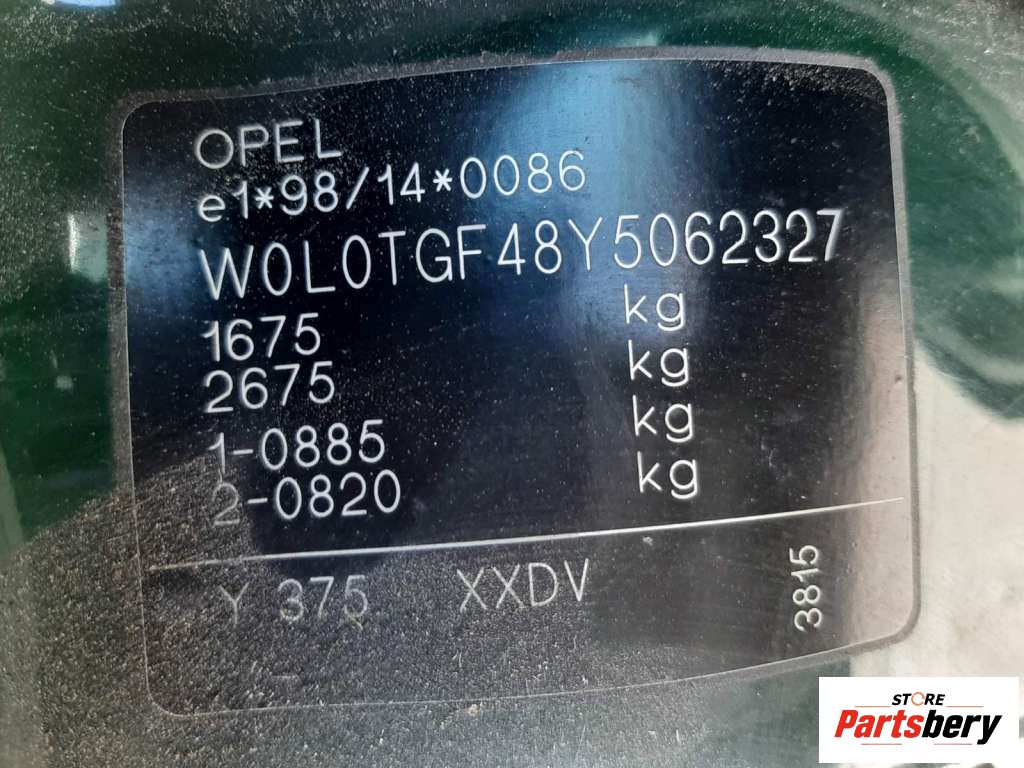 OPEL
e1*98/14*0086
W0L0TGF48Y5062327
1675 kg
2675 kg
1-0885 kg
2-0820 kg
Y 375 XXDV
3815
STORE
Partsbery